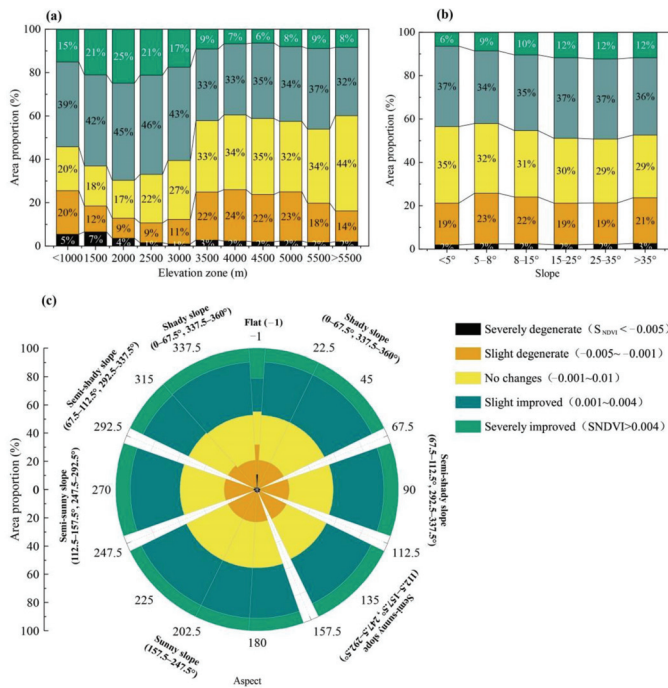 (a)
15% 21% 25% 21% 17% 9% 7% 6% 8% 9% 8%
39% 42% 45% 46% 43% 33% 33% 35% 34% 37% 32%
20% 18% 17% 22% 27% 33% 34% 35% 32% 34% 44%
20% 12% 9% 9% 11% 22% 24% 22% 23% 18% 14%
5% 7% 4%
100
80
60
40
20
0
Area proportion (%)
<1000 1500 2000 2500 3000 3500 4000 4500 5000 5500 >5500
Elevation zone (m)
(b)
6% 9% 10% 12% 12% 12%
37% 34% 35% 37% 37% 36%
35% 32% 31% 30% 29% 29%
19% 23% 22% 19% 19% 21%
100
80
60
40
20
0
Area proportion (%)
<5° 5–8° 8-15° 15-25° 25-35° >35°
Slope
Severely degenerate（S NDVI < −0.005）
Slight degenerate（−0.005~ −0.001）
No changes（-0.001~0.01）
Slight improved（0.001~0.004）
Severely improved（SNDVI>0.004）
(c)
100
80
60
40
20
0
20
40
60
80
100
Area proportion (%)
Flat (−1)
−1
Shady slope
(0–67.5°, 337.5–360°)
22.5
45
67.5
Semi-shady slope
(67.5–112.5°, 292.5–337.5°)
90
112.5
Semi-sunny slope
(112.5–157.5°, 247.5–292.5°)
135
157.5
180
202.5
Sunny slope
(157.5–247.5°)
225
247.5
Semi-sunny slope
(112.5–157.5°, 247.5–292.5°)
270
292.5
Semi-shady slope
(67.5–112.5°, 292.5–337.5°)
315
337.5
Shady slope
(0–67.5°, 337.5–360°)
Aspect